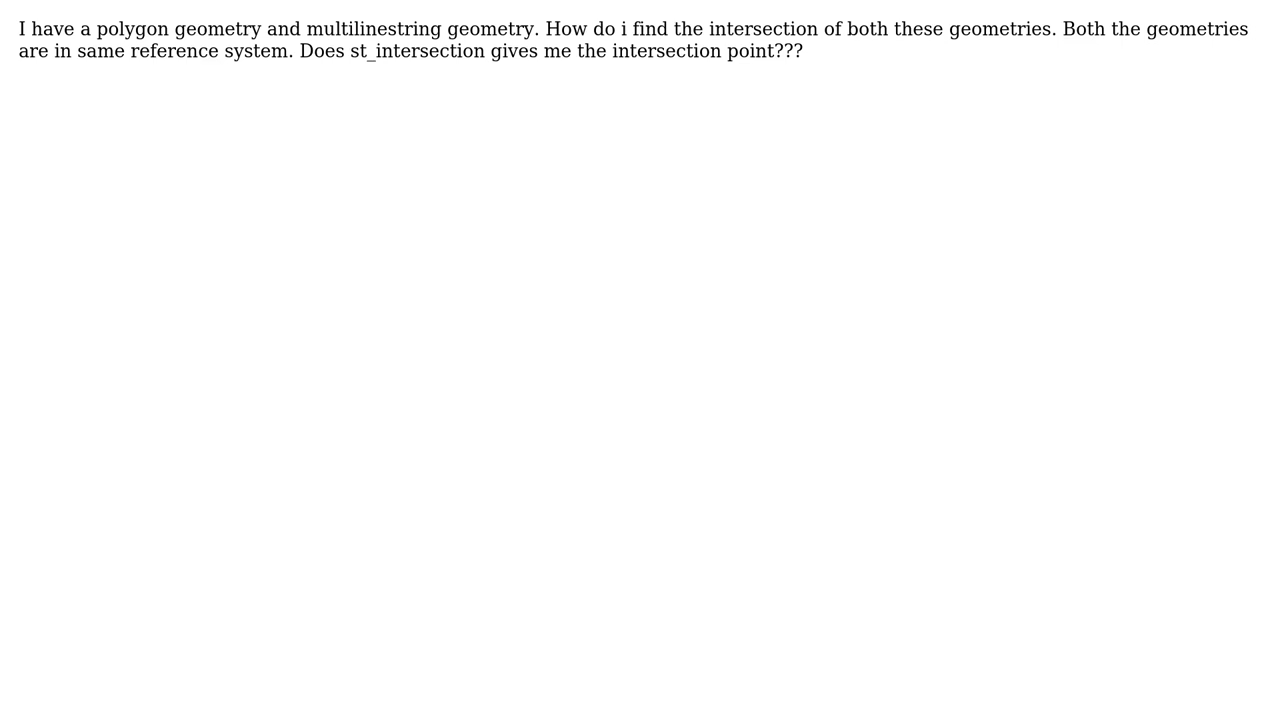 I have a polygon geometry and multilinestring geometry. How do i find the intersection of both these geometries. Both the geometries
are in same reference system. Does st_intersection gives me the intersection point???